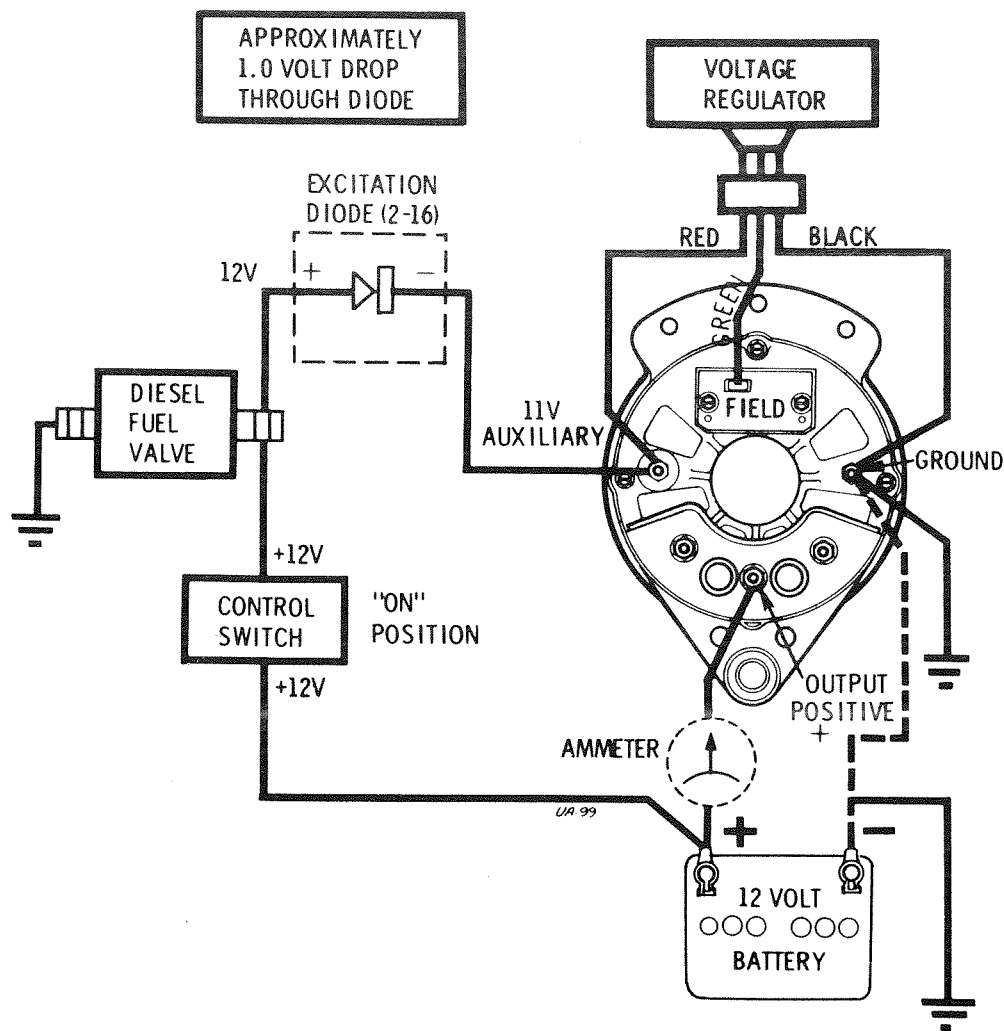 APPROXIMATELY
1.0 VOLT DROP
THROUGH DIODE
VOLTAGE
REGULATOR
EXCITATION
DIODE (2-16)
RED
BLACK
12V
+
-
GREEN
DIESEL
FUEL
VALVE
11V
AUXILIARY
FIELD
GROUND
+12V
CONTROL
SWITCH
"ON"
POSITION
+12V
OUTPUT
POSITIVE
+
AMMETER
UA-99
+
-
12 VOLT
BATTERY